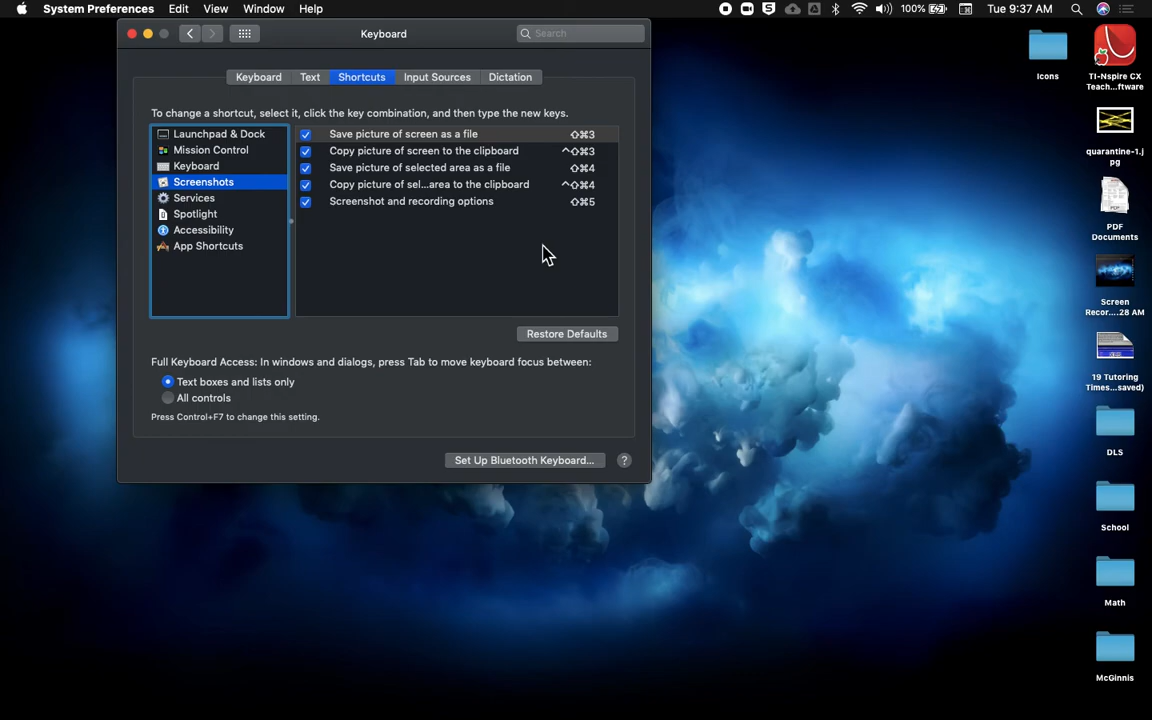 System Preferences Edit View Window Help 100% Tue 9:37 AM
Keyboard
Search
Keyboard Text Shortcuts Input Sources Dictation
To change a shortcut, select it, click the key combination, and then type the new keys.
Launchpad & Dock
Mission Control
Keyboard
Screenshots
Services
Spotlight
Accessibility
App Shortcuts
Save picture of screen as a file ⇧⌘3
Copy picture of screen to the clipboard ^⇧⌘3
Save picture of selected area as a file ⇧⌘4
Copy picture of sel...area to the clipboard ^⇧⌘4
Screenshot and recording options ⇧⌘5
Restore Defaults
Full Keyboard Access: In windows and dialogs, press Tab to move keyboard focus between:
Text boxes and lists only
All controls
Press Control+F7 to change this setting.
Set Up Bluetooth Keyboard...
?
Icons
TI-Nspire CX
Teach...ftware
quarantine-1.j
pg
PDF
Documents
Screen
Recor....28 AM
19 Tutoring
Times...saved)
DLS
School
Math
McGinnis